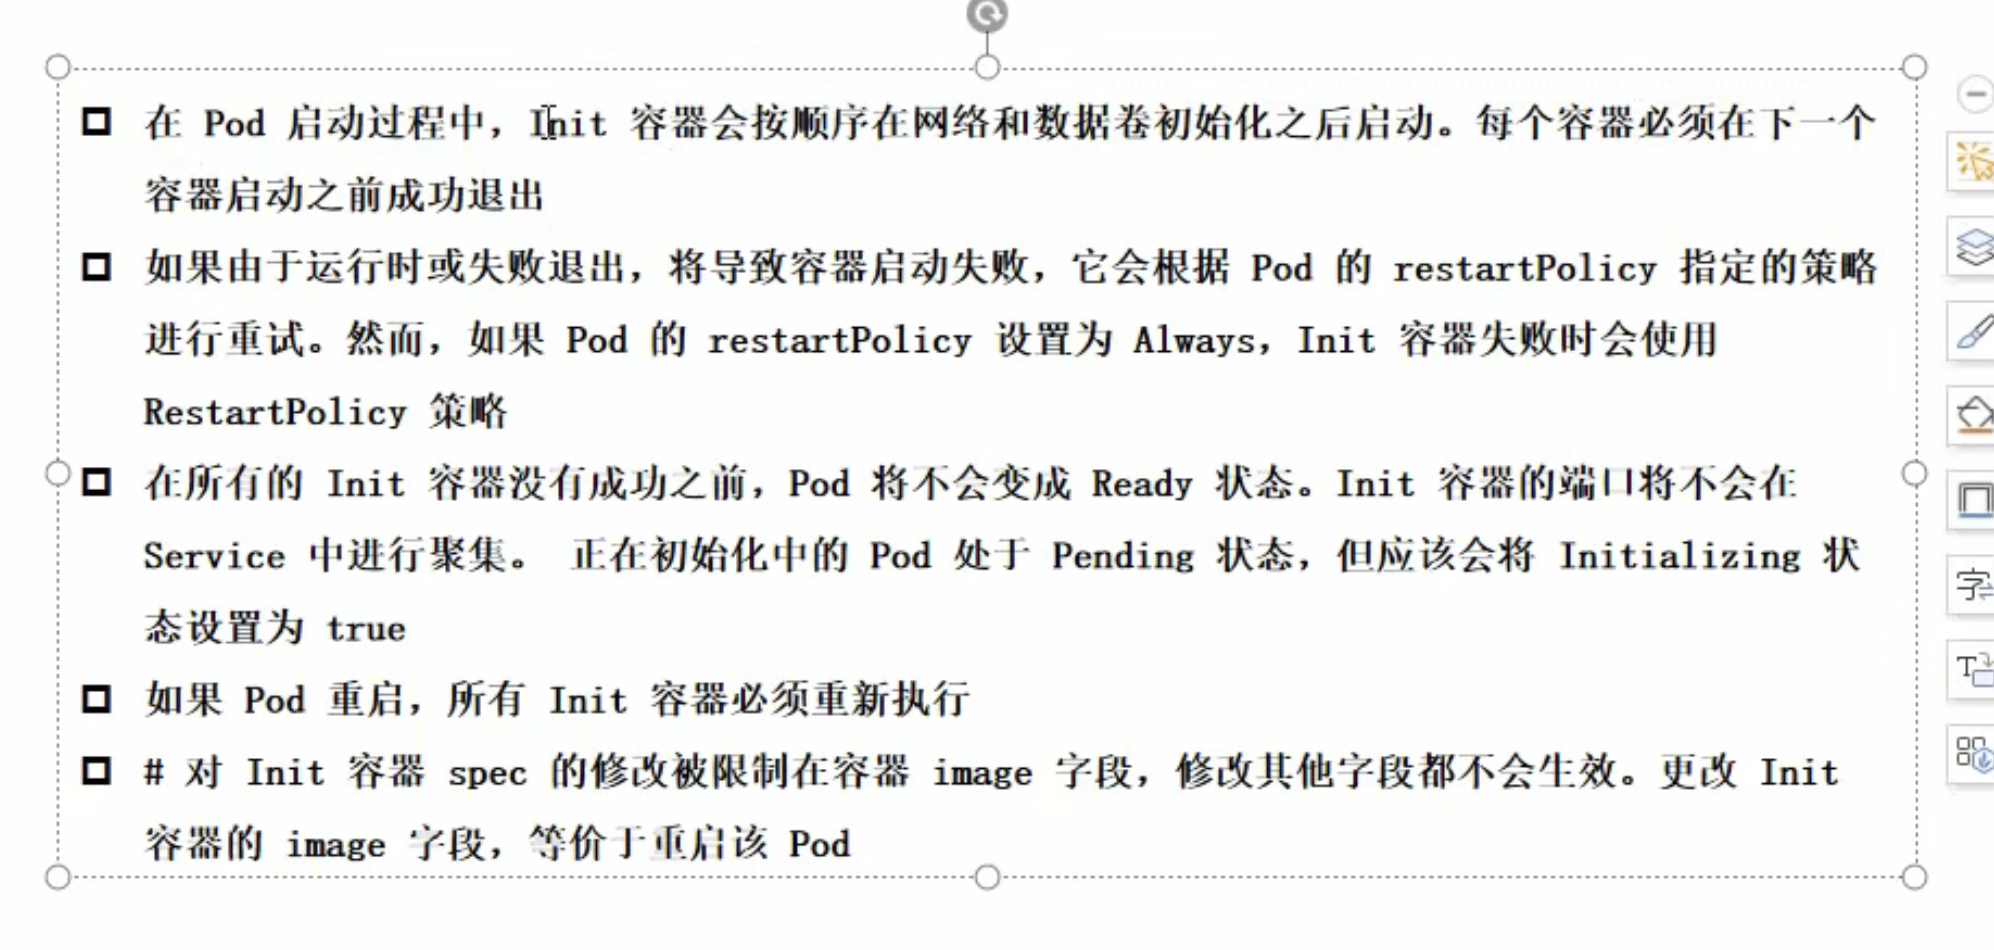 在 Pod 启动过程中，Init 容器会按顺序在网络和数据卷初始化之后启动。每个容器必须在下一个
容器启动之前成功退出
如果由于运行时或失败退出，将导致容器启动失败，它会根据 Pod 的 restartPolicy 指定的策略
进行重试。然而，如果 Pod 的 restartPolicy 设置为 Always，Init 容器失败时会使用
RestartPolicy 策略
在所有的 Init 容器没有成功之前，Pod 将不会变成 Ready 状态。Init 容器的端口将不会在
Service 中进行聚集。 正在初始化中的 Pod 处于 Pending 状态，但应该会将 Initializing 状
态设置为 true
如果 Pod 重启，所有 Init 容器必须重新执行
# 对 Init 容器 spec 的修改被限制在容器 image 字段，修改其他字段都不会生效。更改 Init
容器的 image 字段，等价于重启该 Pod
字
T